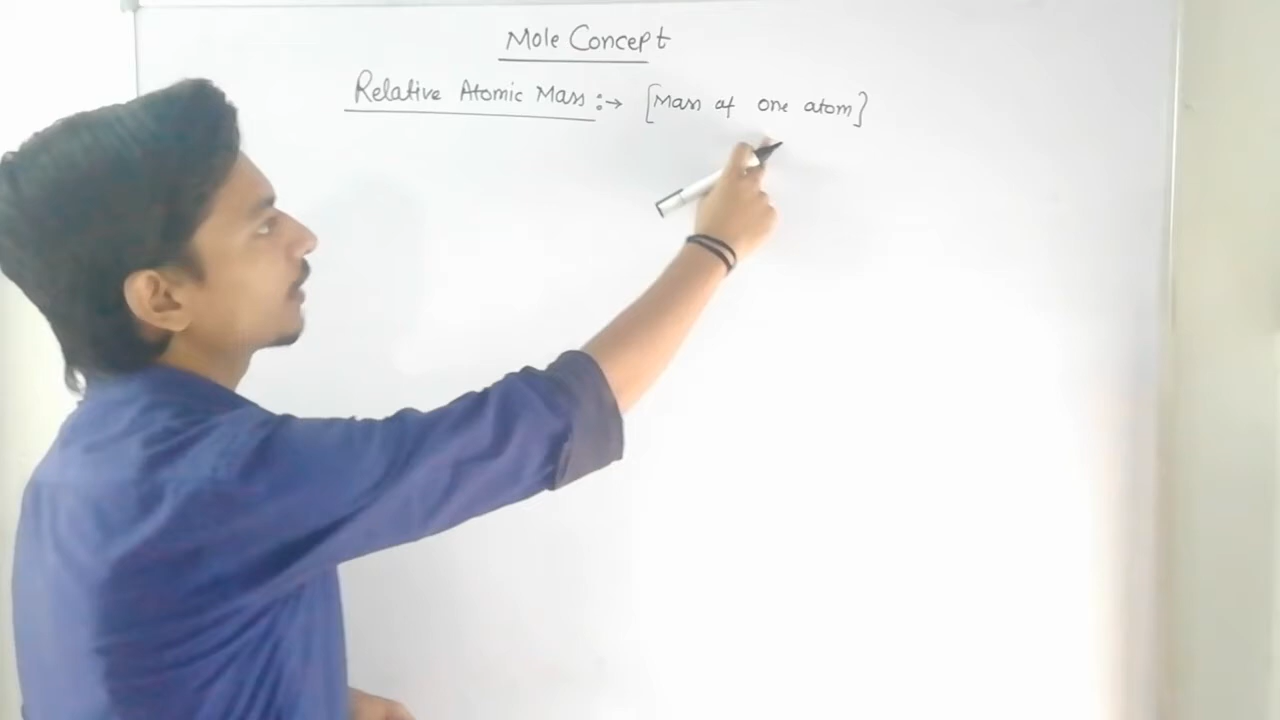 Mole Concept
Relative Atomic Mass :→ [Mass of one atom]